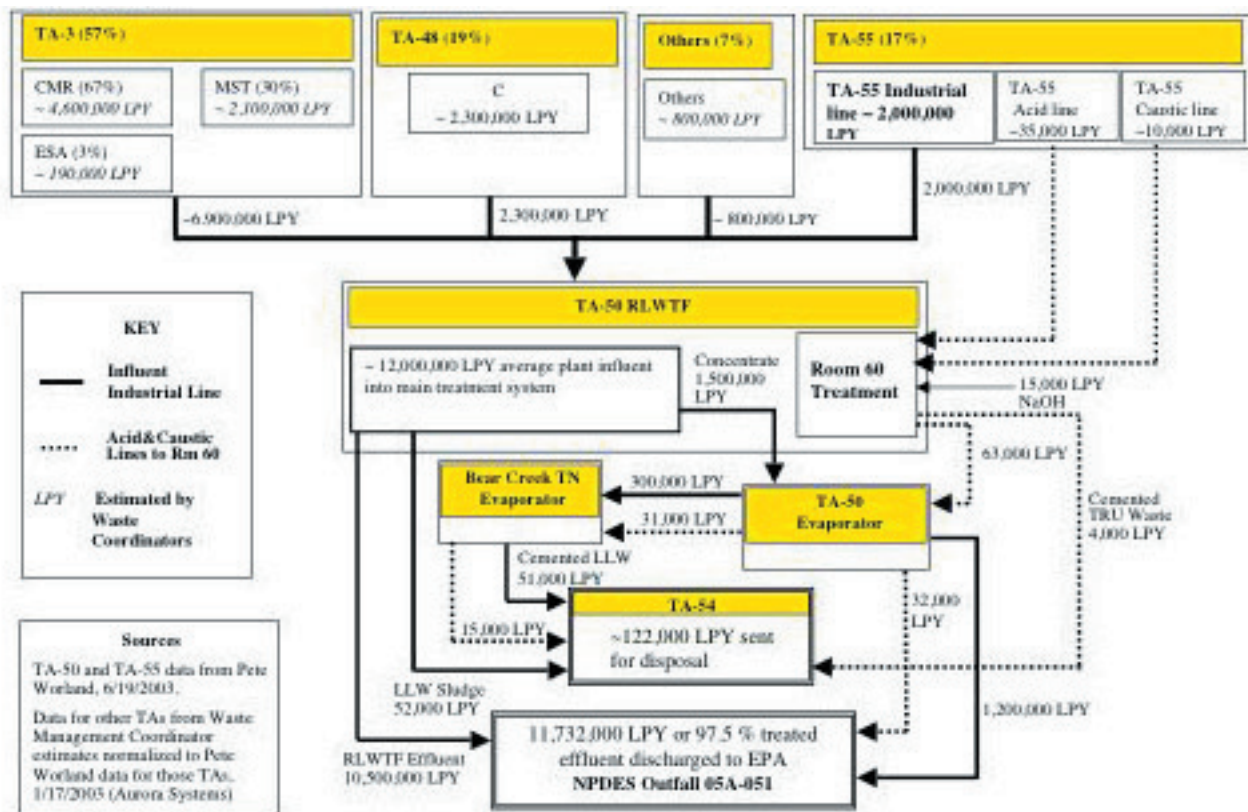 TA-3 (57%)
CMR (67%)
~ 4,600,000 LPY
MST (30%)
~ 2,100,000 LPY
ESA (3%)
~ 190,000 LPY
TA-48 (19%)
C
~ 2,300,000 LPY
Others (7%)
Others
~ 800,000 LPY
TA-55 (17%)
TA-55 Industrial
line ~ 2,000,000
LPY
TA-55
Acid line
~35,000 LPY
TA-55
Caustic line
~10,000 LPY
~6,900,000 LPY
2,300,000 LPY
~ 800,000 LPY
2,000,000 LPY
TA-50 RLWTF
~ 12,000,000 LPY average plant influent
into main treatment system
Concentrate
1,500,000
LPY
Room 60
Treatment
15,000 LPY
NaOH
63,000 LPY
Cemented
TRU Waste
4,000 LPY
KEY
Influent
Industrial Line
Acid&Caustic
Lines to Rm 60
LPY Estimated by
Waste
Coordinators
Bear Creek TN
Evaporator
300,000 LPY
31,000 LPY
TA-50
Evaporator
Cemented LLW
51,000 LPY
15,000 LPY
TA-54
~122,000 LPY sent
for disposal
32,000
LPY
LLW Sludge
52,000 LPY
1,200,000 LPY
RLWTF Effluent
10,500,000 LPY
11,732,000 LPY or 97.5 % treated
effluent discharged to EPA
NPDES Outfall 05A-051
Sources
TA-50 and TA-55 data from Pete
Worland, 6/19/2003.
Data for other TAs from Waste
Management Coordinator
estimates normalized to Pete
Worland data for those TAs,
1/17/2003 (Aurora Systems)